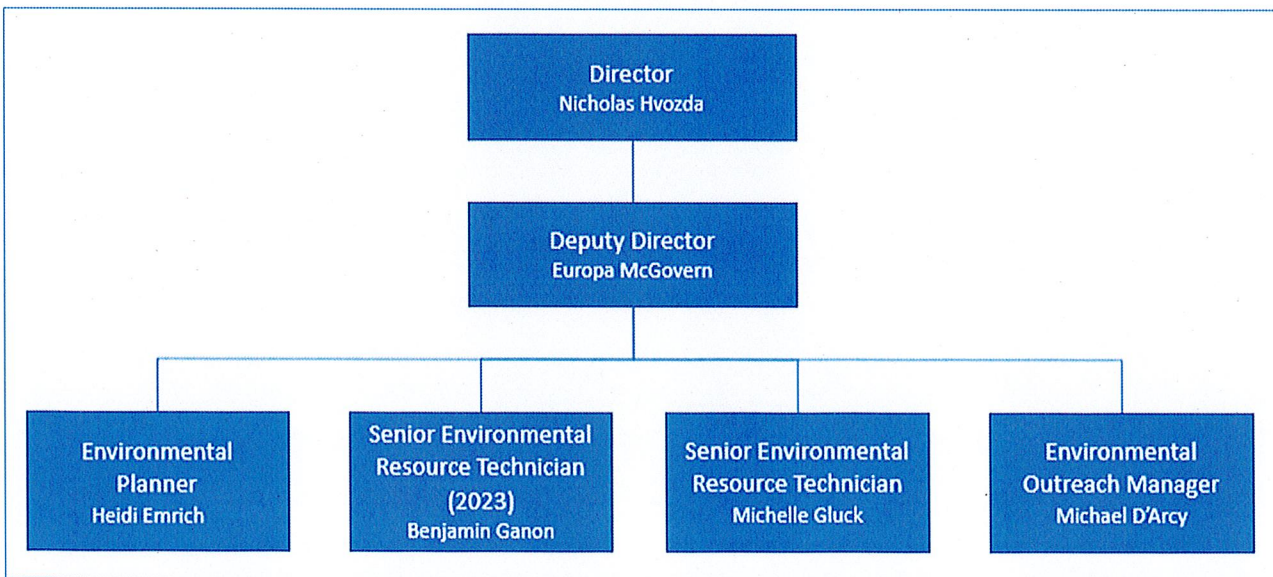 Director
Nicholas Hvozda
Deputy Director
Europa McGovern
Environmental
Planner
Heidi Emrich
Senior Environmental
Resource Technician
(2023)
Benjamin Ganon
Senior Environmental
Resource Technician
Michelle Gluck
Environmental
Outreach Manager
Michael D'Arcy